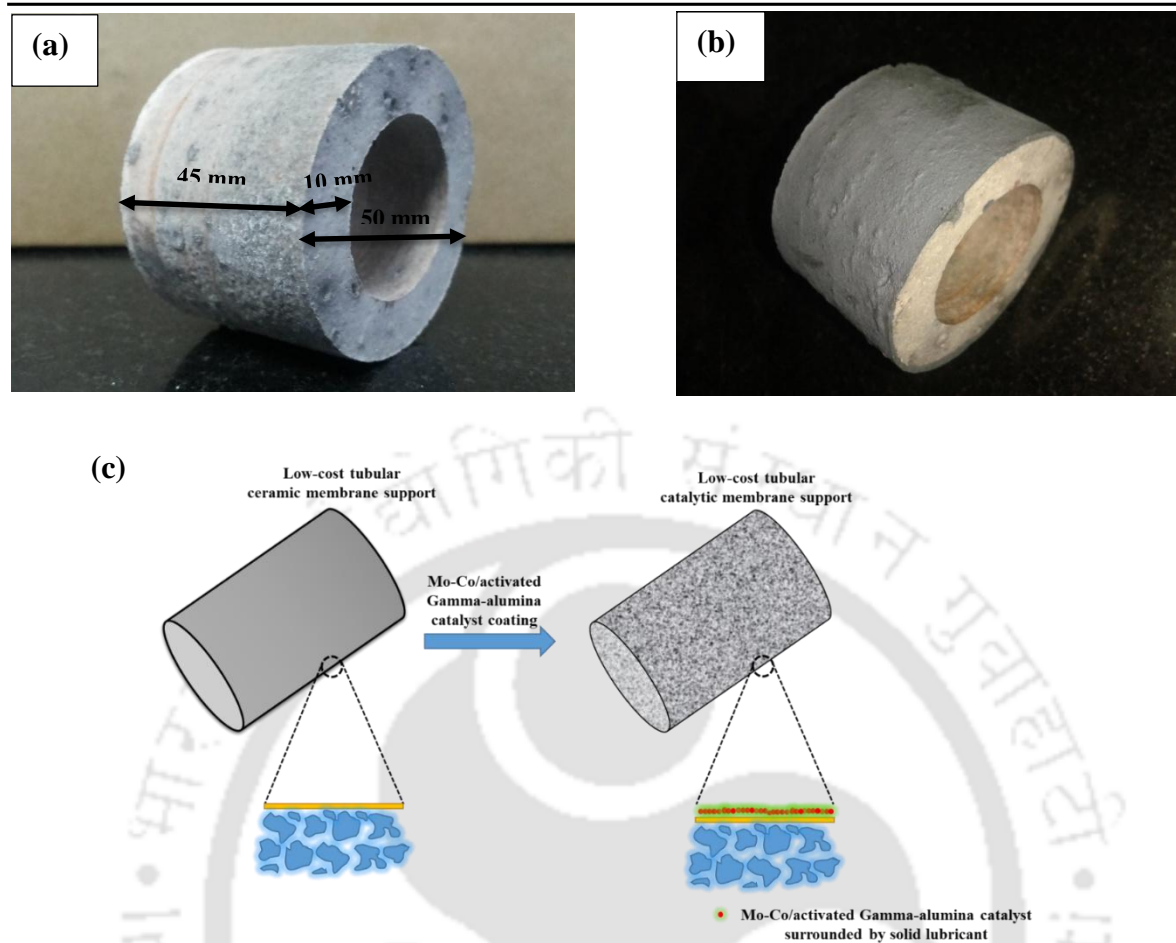 (a)
(b)
45 mm
10 mm
50 mm
(c)
Low-cost tubular
ceramic membrane support
Low-cost tubular
catalytic membrane support
Mo-Co/activated
Gamma-alumina
catalyst coating
Mo-Co/activated Gamma-alumina catalyst
surrounded by solid lubricant
संस्थान गुवाहाटी